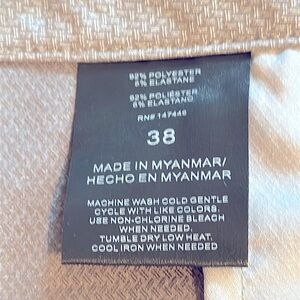 92% POLYESTER
8% ELASTANE
92% POLIÉSTER
8% ELASTANO
RN# 147445
38
MADE IN MYANMAR/
HECHO EN MYANMAR
MACHINE WASH COLD GENTLE
CYCLE WITH LIKE COLORS.
USE NON-CHLORINE BLEACH
WHEN NEEDED.
TUMBLE DRY LOW HEAT.
COOL IRON WHEN NEEDED